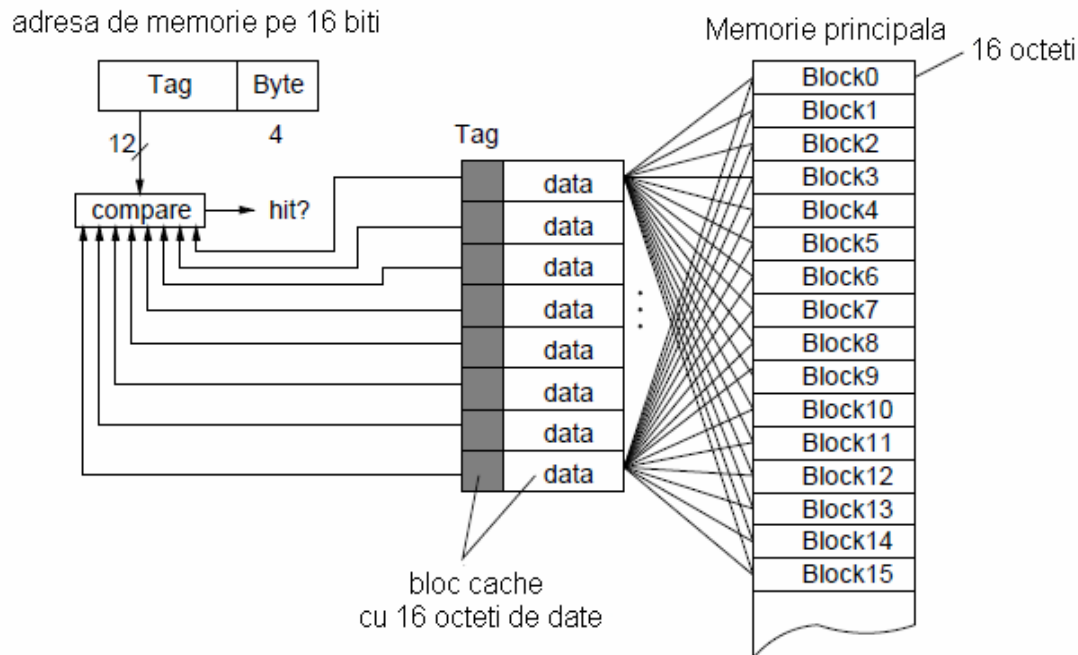 adresa de memorie pe 16 biti
Memorie principala
16 octeti
Tag
Byte
12
4
compare
hit?
Tag
data
data
data
data
data
data
data
data
Block0
Block1
Block2
Block3
Block4
Block5
Block6
Block7
Block8
Block9
Block10
Block11
Block12
Block13
Block14
Block15
bloc cache
cu 16 octeti de date